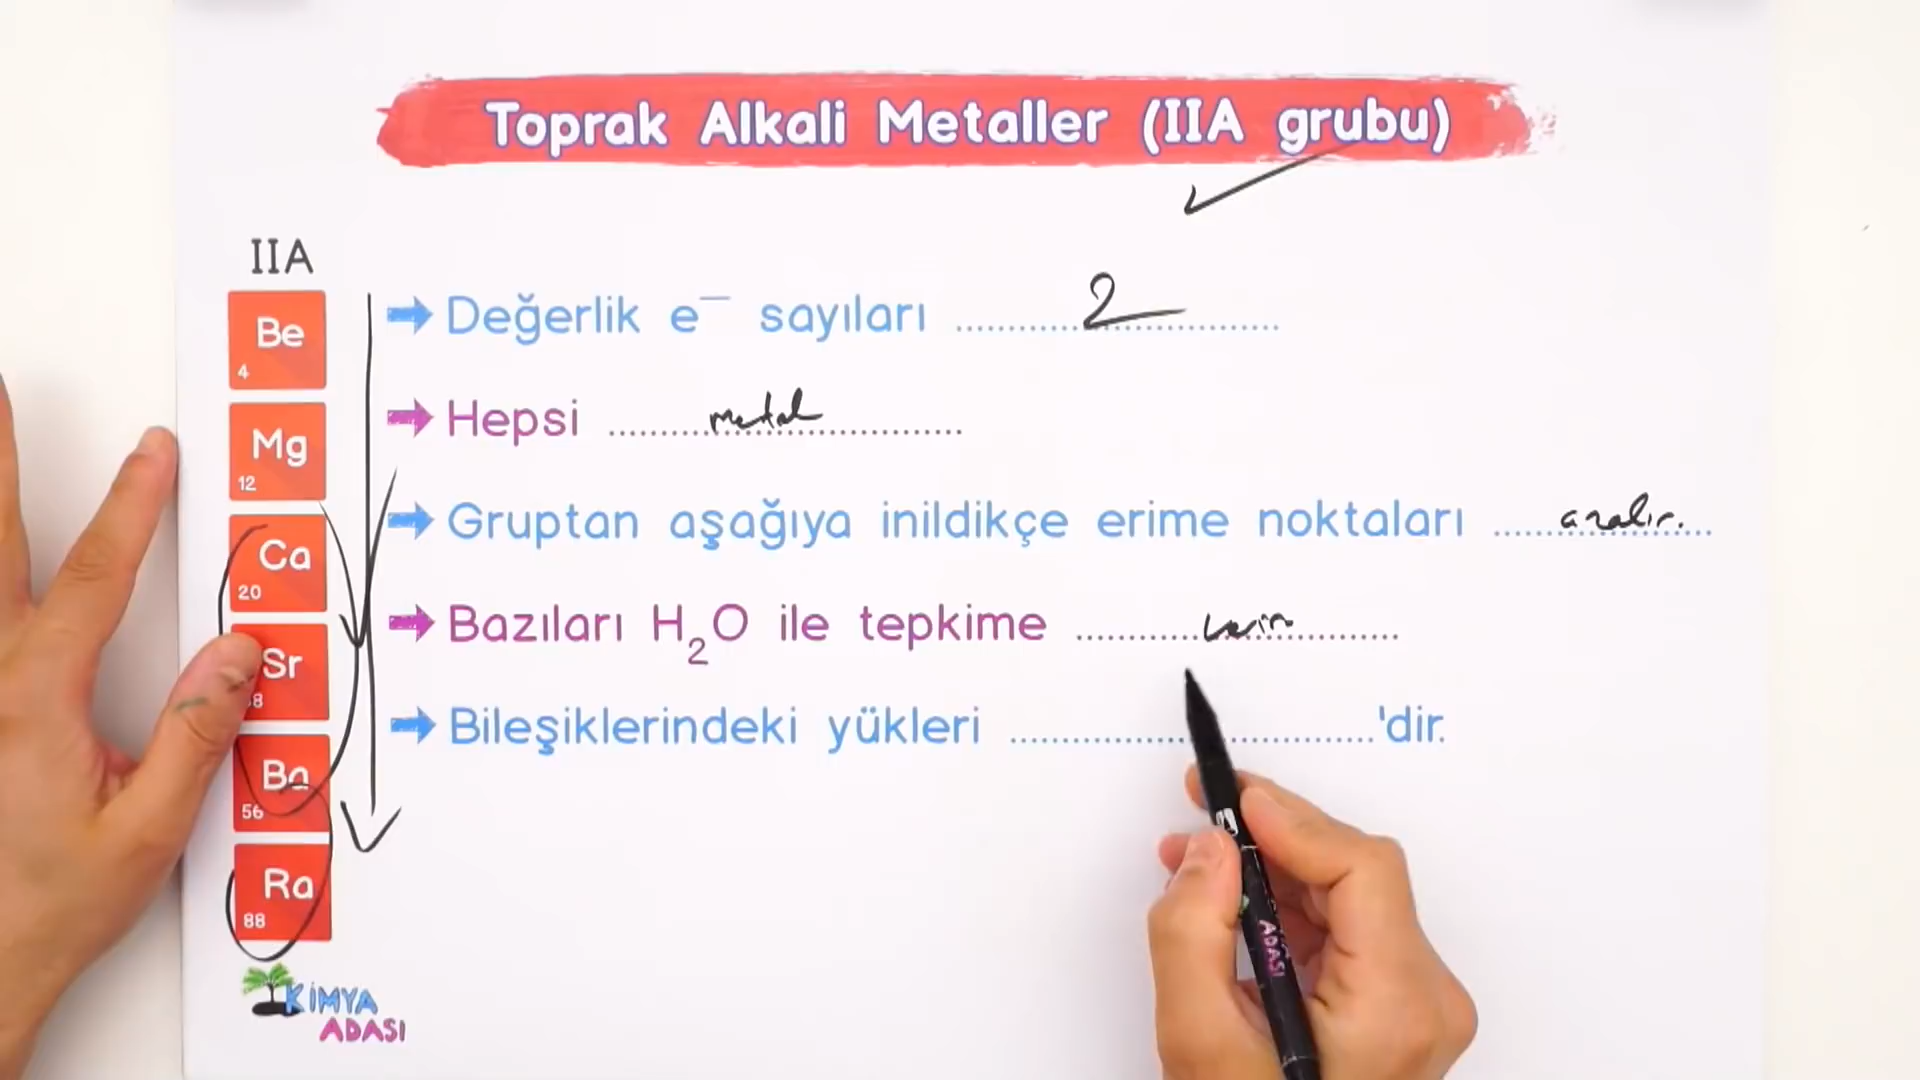 Toprak Alkali Metaller (IIA grubu)
IIA
Be
4
Mg
12
Ca
20
Sr
8
Ba
56
Ra
88
Değerlik e⁻ sayıları ........2........
Hepsi ........metal........
Gruptan aşağıya inildikçe erime noktaları ........azalır........
Bazıları H₂O ile tepkime ........verir........
Bileşiklerindeki yükleri ................'dir.
KİMYA
ADASI
ADASI